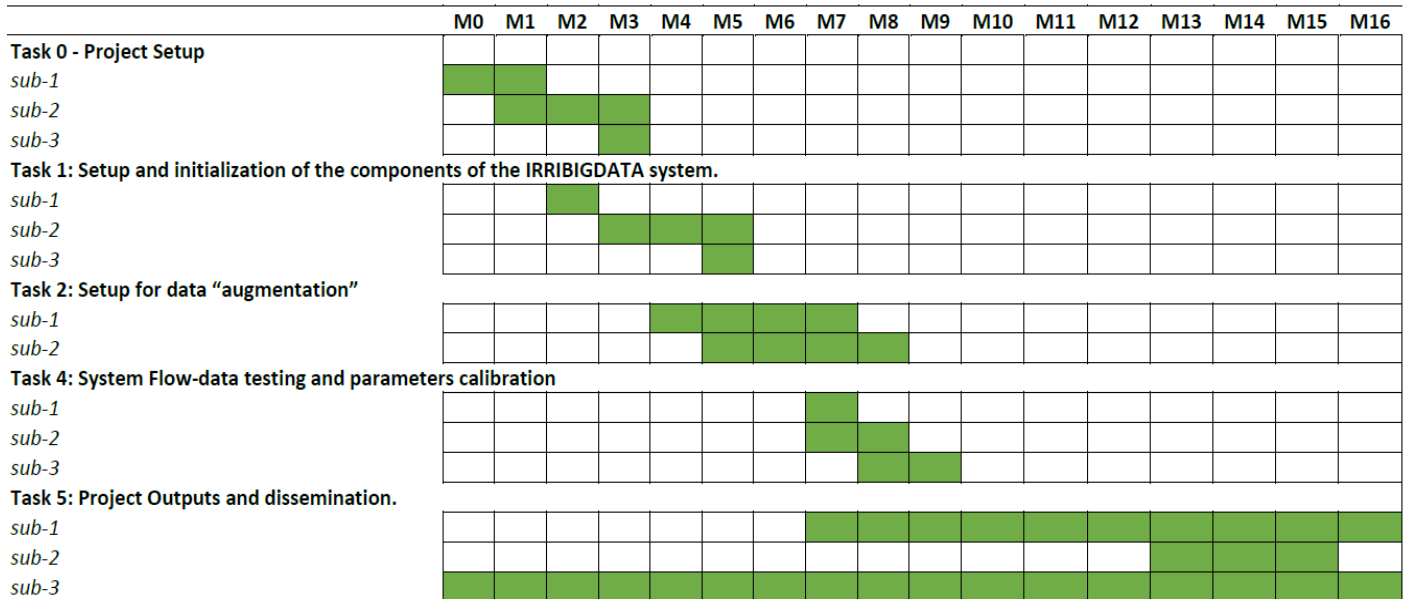 M0 M1 M2 M3 M4 M5 M6 M7 M8 M9 M10 M11 M12 M13 M14 M15 M16
Task 0 - Project Setup
sub-1
sub-2
sub-3
Task 1: Setup and initialization of the components of the IRRIBIGDATA system.
sub-1
sub-2
sub-3
Task 2: Setup for data “augmentation”
sub-1
sub-2
Task 4: System Flow-data testing and parameters calibration
sub-1
sub-2
sub-3
Task 5: Project Outputs and dissemination.
sub-1
sub-2
sub-3